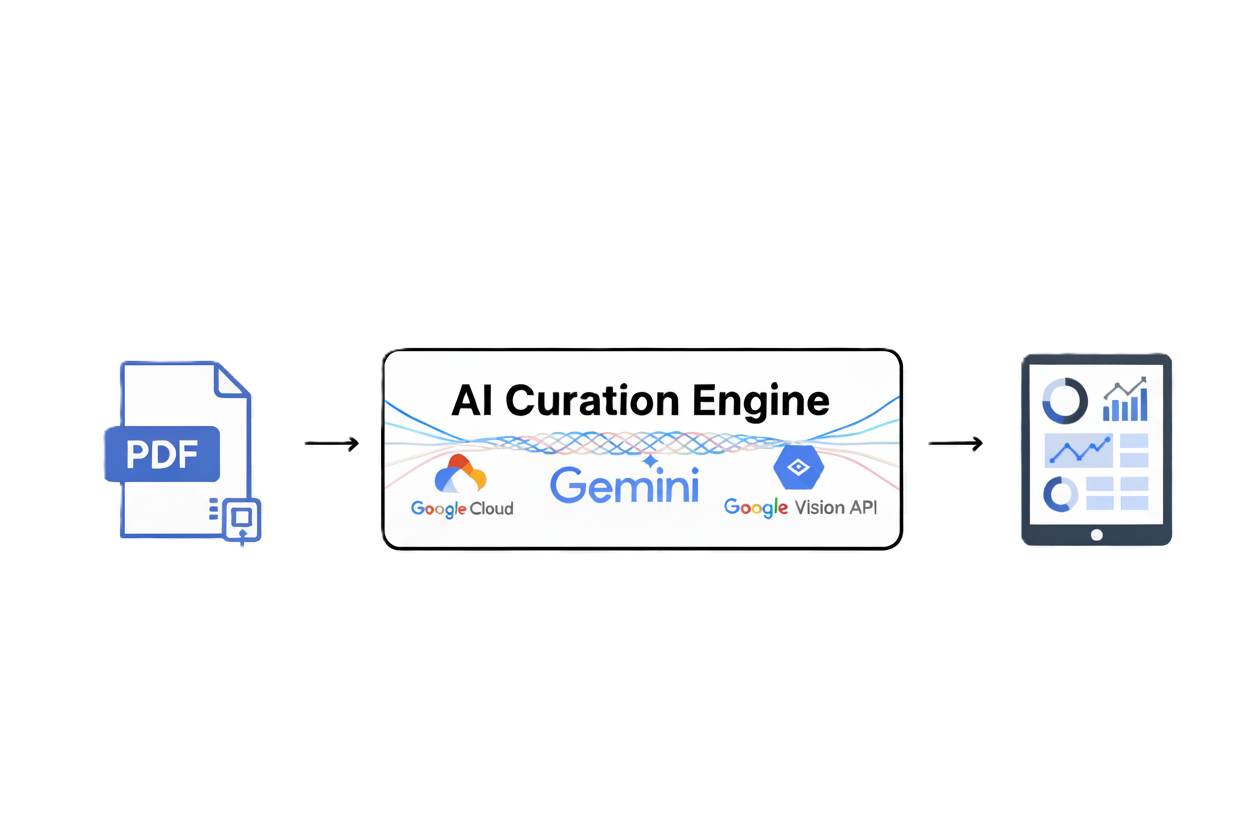 AI Curation Engine
PDF
Gemini
Google Cloud
Google Vision API